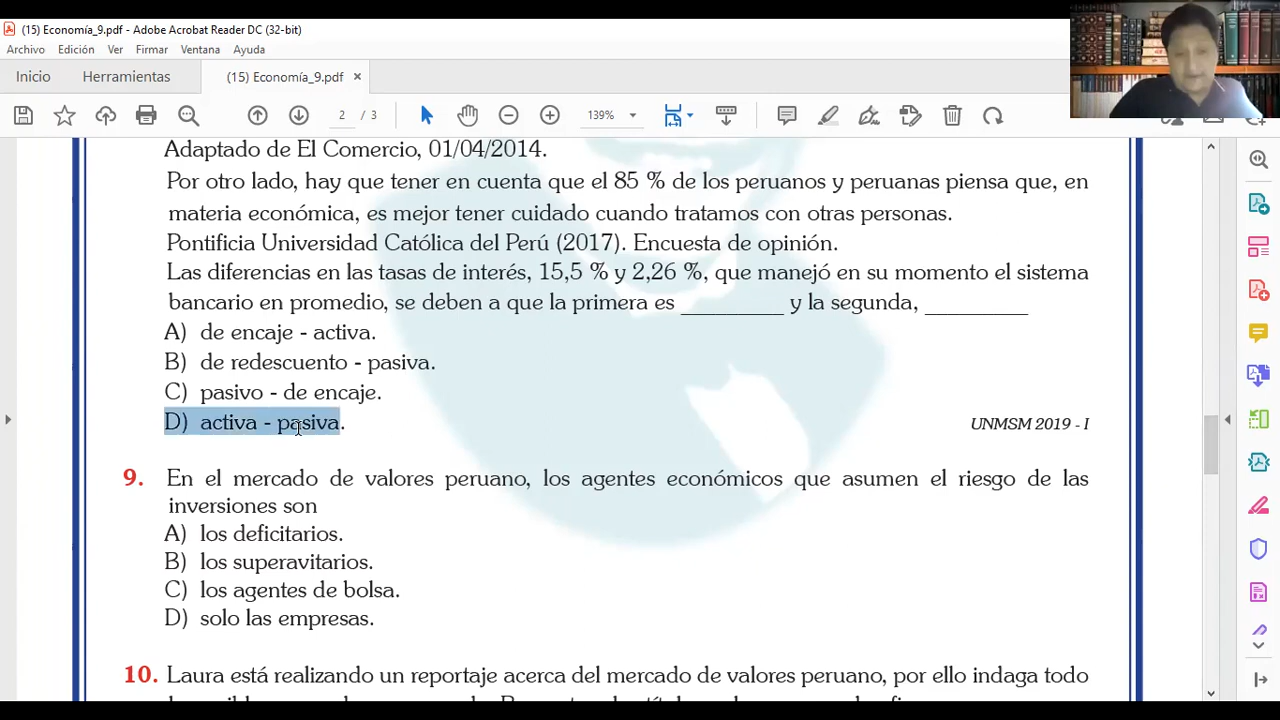 (15) Economía_9.pdf - Adobe Acrobat Reader DC (32-bit)
Archivo Edición Ver Firmar Ventana Ayuda
Inicio Herramientas (15) Economía_9.pdf ×
2 / 3 139%
Adaptado de El Comercio, 01/04/2014.
Por otro lado, hay que tener en cuenta que el 85 % de los peruanos y peruanas piensa que, en
materia económica, es mejor tener cuidado cuando tratamos con otras personas.
Pontificia Universidad Católica del Perú (2017). Encuesta de opinión.
Las diferencias en las tasas de interés, 15,5 % y 2,26 %, que manejó en su momento el sistema
bancario en promedio, se deben a que la primera es _________ y la segunda, _________
A) de encaje - activa.
B) de redescuento - pasiva.
C) pasivo - de encaje.
D) activa - pasiva.
UNMSM 2019 - I
9. En el mercado de valores peruano, los agentes económicos que asumen el riesgo de las
inversiones son
A) los deficitarios.
B) los superavitarios.
C) los agentes de bolsa.
D) solo las empresas.
10. Laura está realizando un reportaje acerca del mercado de valores peruano, por ello indaga todo